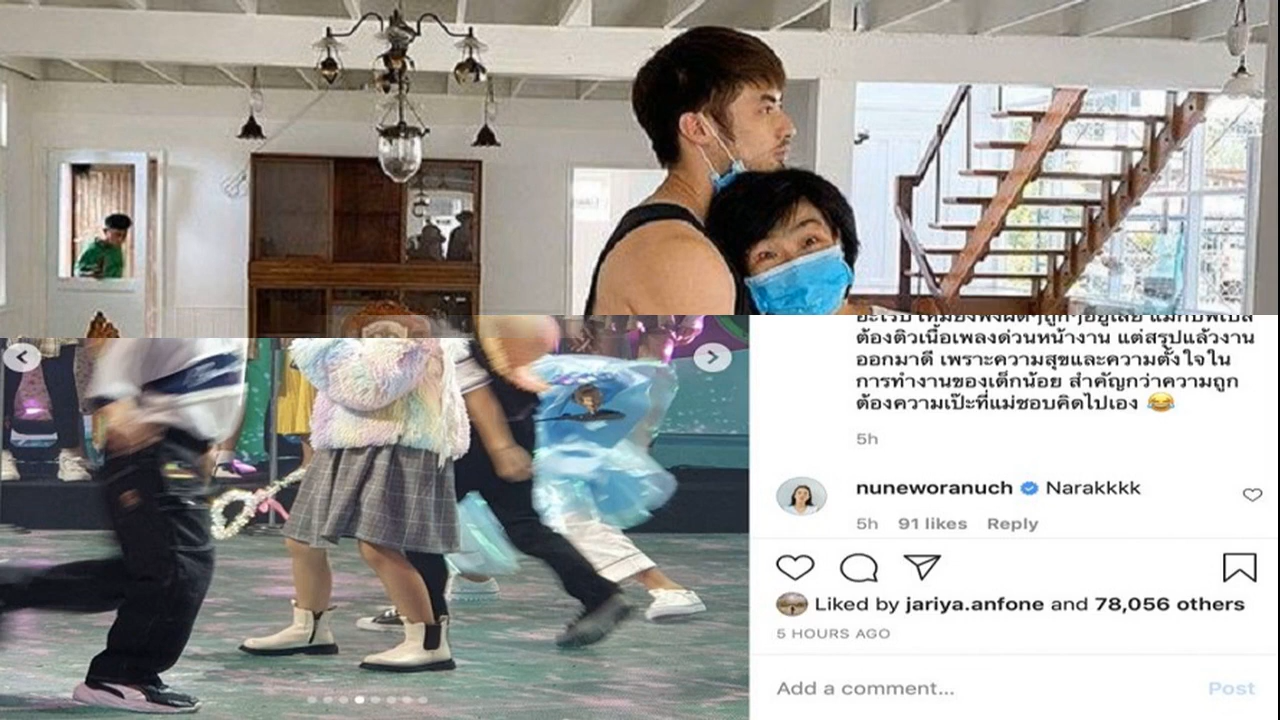 ต้องติวเนื้อเพลงด่วนหน้างาน แต่สรุปแล้วงาน
ออกมาดี เพราะความสุขและความตั้งใจใน
การทำงานของเด็กน้อย สำคัญกว่าความถูก
ต้องความเป๊ะที่แม่ชอบคิดไปเอง 😂
5h
nuneworanuch Narakkkk
5h 91 likes Reply
Liked by jariya.anfone and 78,056 others
5 HOURS AGO
Add a comment... Post